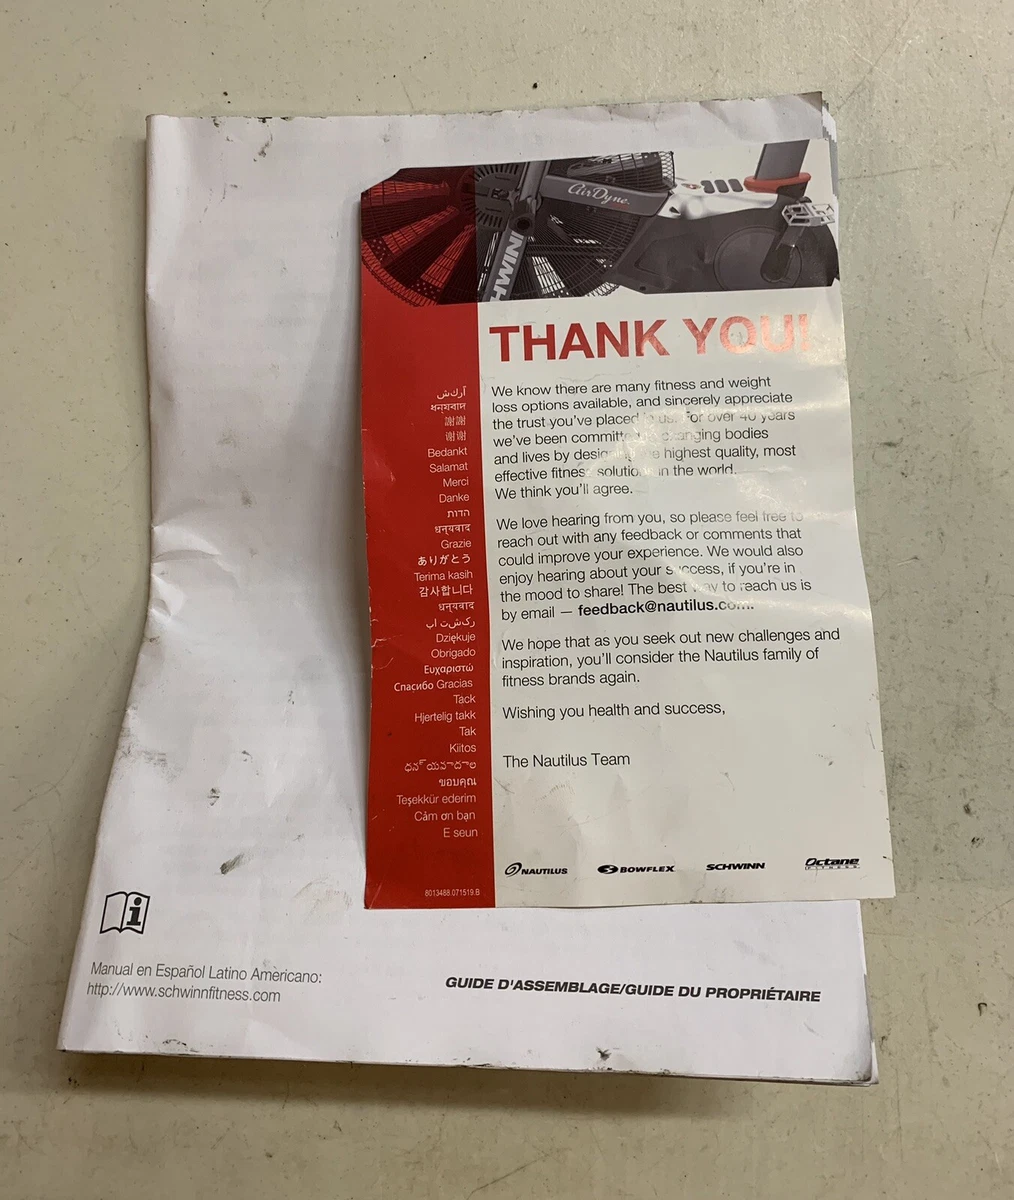 AirDyne
SCHWINN
THANK YOU!
آرڪش
ধন্যবাদ
謝謝
谢谢
Bedankt
Salamat
Merci
Danke
הדות
धन्यवाद
Grazie
ありがとう
Terima kasih
감사합니다
धन्यवाद
Dziękuje
Obrigado
Ευχαριστώ
Спасибо Gracias
Tack
Hjertelig takk
Tak
Kiitos
ขอบคุณ
Teşekkür ederim
Cảm ơn bạn
E seun
8013488.071519.B
We know there are many fitness and weight
loss options available, and sincerely appreciate
the trust you've placed in us. For over 40 years
we've been committed to changing bodies
and lives by designing the highest quality, most
effective fitness solutions in the world.
We think you'll agree.
We love hearing from you, so please feel free to
reach out with any feedback or comments that
could improve your experience. We would also
enjoy hearing about your success, if you're in
the mood to share! The best way to reach us is
by email — feedback@nautilus.com.
We hope that as you seek out new challenges and
inspiration, you'll consider the Nautilus family of
fitness brands again.
Wishing you health and success,
The Nautilus Team
NAUTILUS BOWFLEX SCHWINN Octane
FITNESS
Manual en Español Latino Americano:
http://www.schwinnfitness.com
GUIDE D'ASSEMBLAGE/GUIDE DU PROPRIÉTAIRE